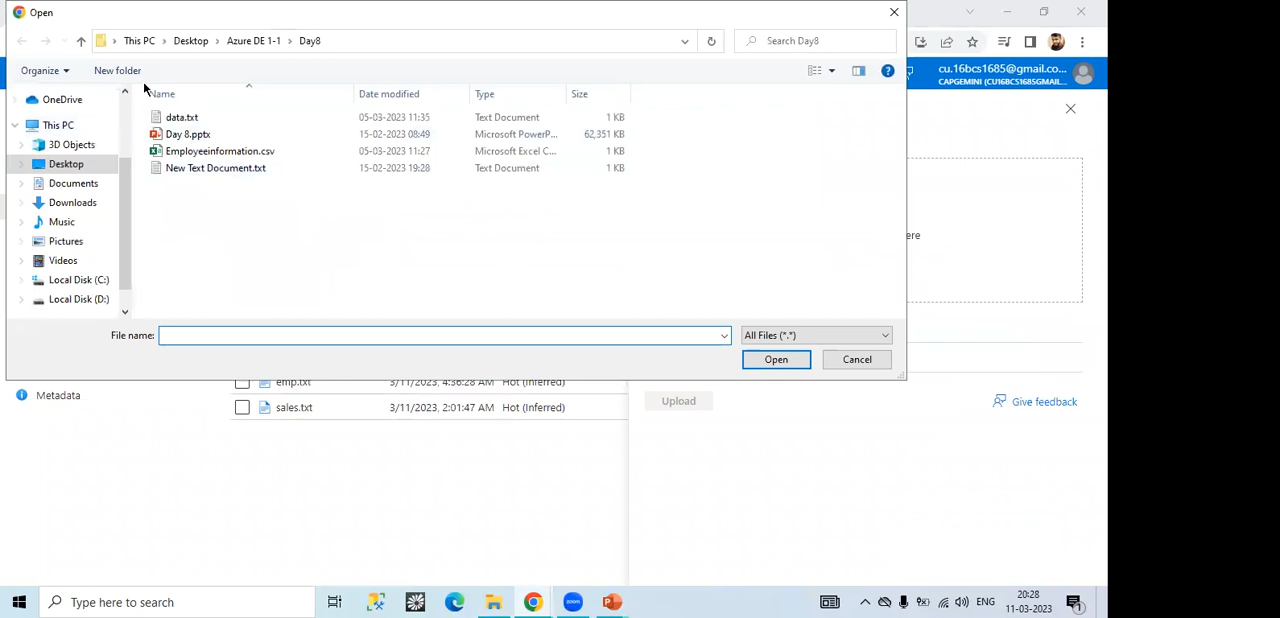 Open
This PC > Desktop > Azure DE 1-1 > Day8
Search Day8
cu.16bcs1685@gmail.co...
CAPGEMINI (CU16BCS1685GMAIL....
Organize
New folder
Name
Date modified
Type
Size
OneDrive
This PC
3D Objects
Desktop
Documents
Downloads
Music
Pictures
Videos
Local Disk (C:)
Local Disk (D:)
data.txt 05-03-2023 11:35 Text Document 1 KB
Day 8.pptx 15-02-2023 08:49 Microsoft PowerP... 62,351 KB
Employeeinformation.csv 05-03-2023 11:27 Microsoft Excel C... 1 KB
New Text Document.txt 15-02-2023 19:28 Text Document 1 KB
ere
File name:
All Files (*.*)
Open
Cancel
emp.txt 3/11/2023, 4:36:28 AM Hot (Inferred)
Metadata
sales.txt 3/11/2023, 2:01:47 AM Hot (Inferred)
Upload
Give feedback
Type here to search
zoom
ENG
20:28
11-03-2023
1